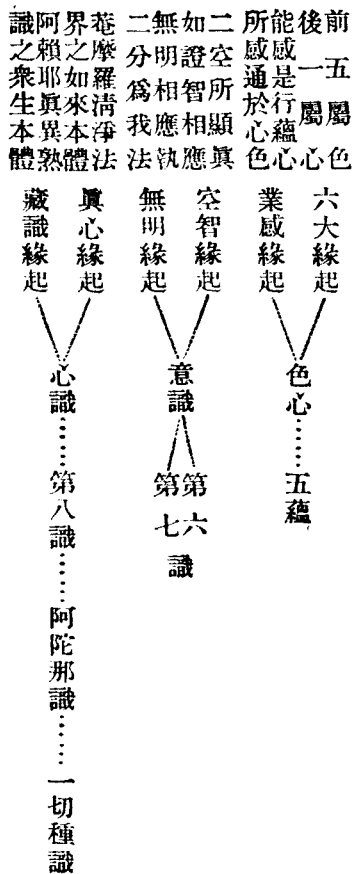 前五屬色
後一屬心
能感是行蘊心
所感通於心色
二空所顯眞
如證智相應
無明相應執
二分爲我法
菴摩羅淸淨法
界之如來本體
阿賴耶眞異熟
識之衆生本體
六大緣起
業感緣起
空智緣起
無明緣起
眞心緣起
藏識緣起
色心……五蘊
意識
第六
第七
識
心識……第八識……阿陀那識……一切種識